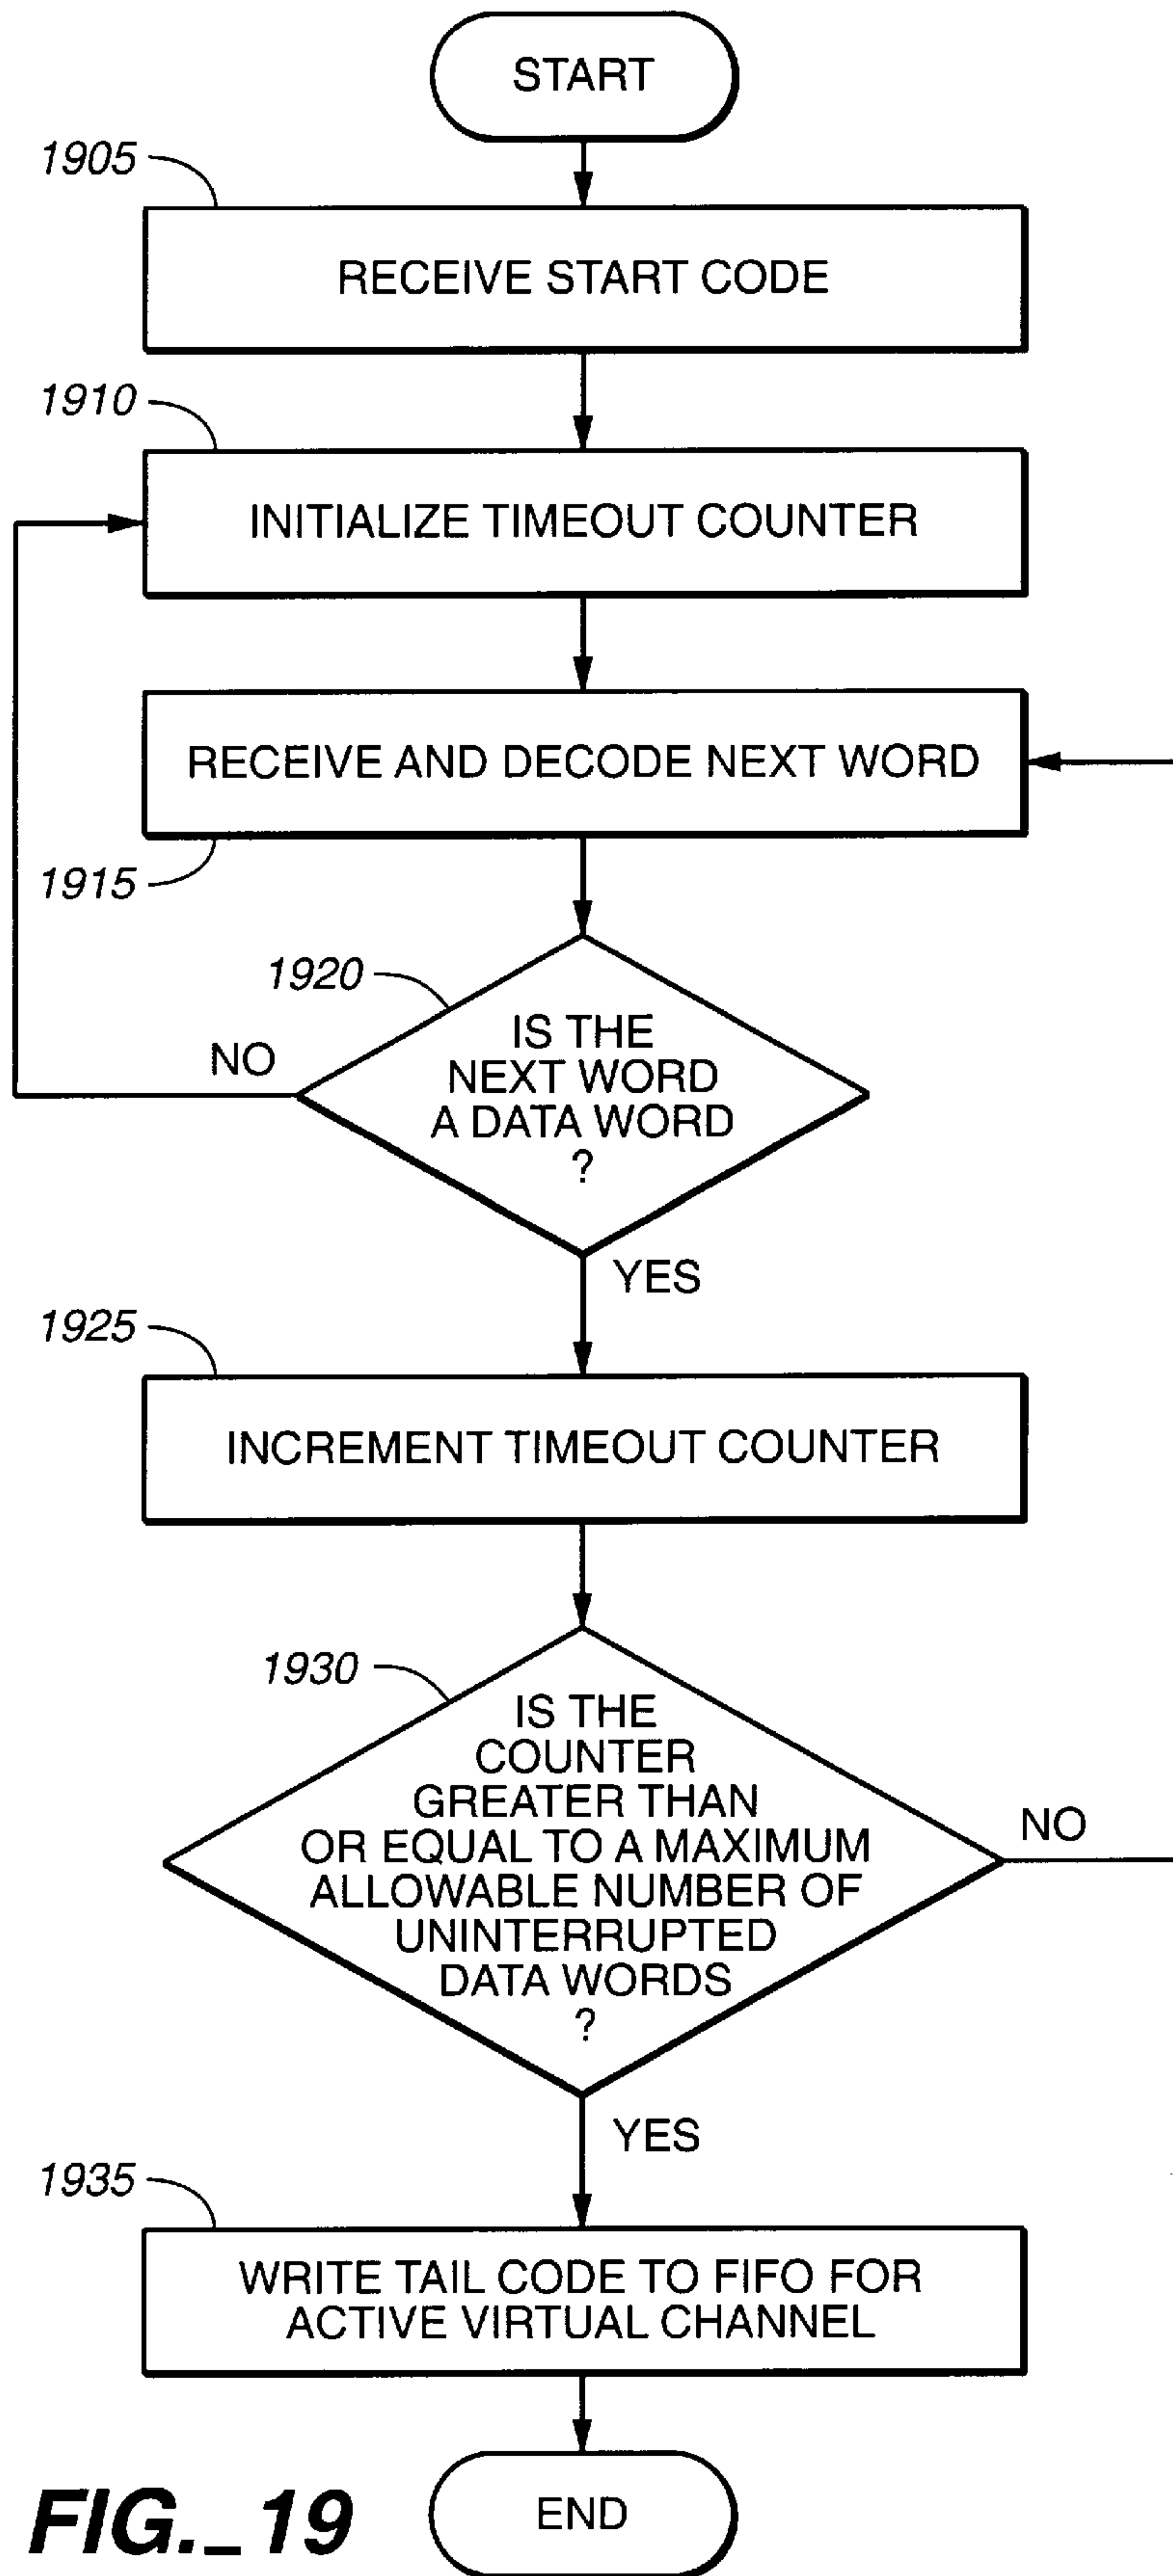 START
1905
RECEIVE START CODE
1910
INITIALIZE TIMEOUT COUNTER
RECEIVE AND DECODE NEXT WORD
1915
1920
IS THE
NEXT WORD
A DATA WORD
?
NO
YES
1925
INCREMENT TIMEOUT COUNTER
1930
IS THE
COUNTER
GREATER THAN
OR EQUAL TO A MAXIMUM
ALLOWABLE NUMBER OF
UNINTERRUPTED
DATA WORDS
?
NO
YES
1935
WRITE TAIL CODE TO FIFO FOR
ACTIVE VIRTUAL CHANNEL
END
FIG._19